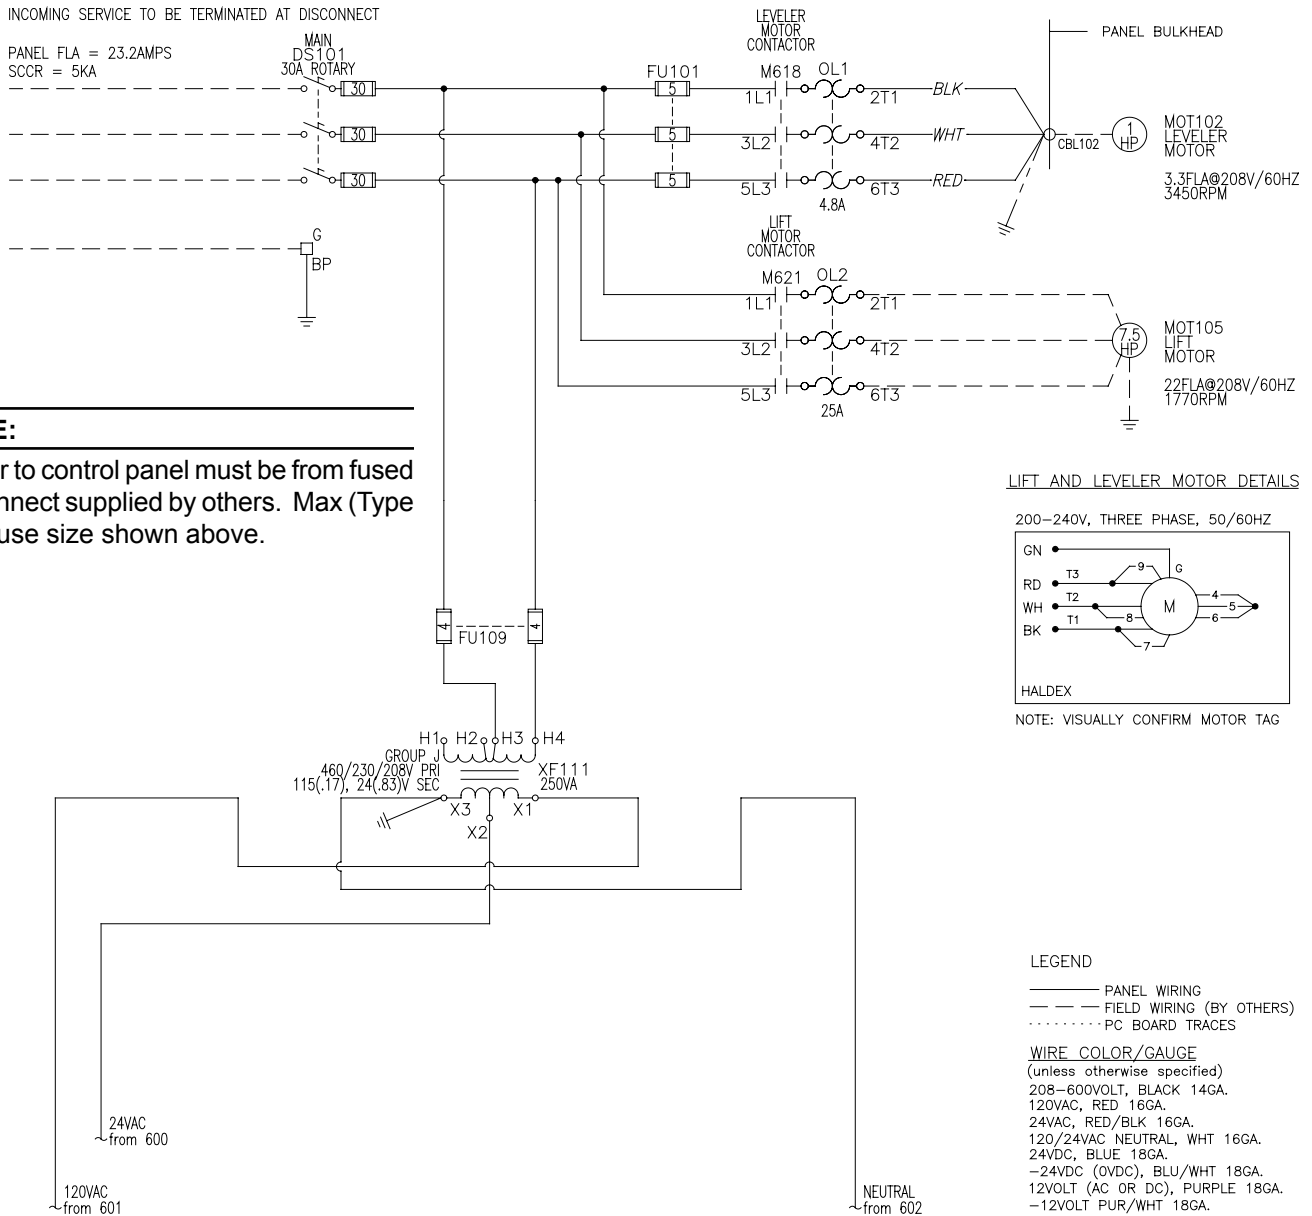 INCOMING SERVICE TO BE TERMINATED AT DISCONNECT
PANEL FLA = 23.2AMPS
SCCR = 5KA
MAIN
DS101
30A ROTARY
30
30
30
G
BP
FU101
5
5
5
LEVELER
MOTOR
CONTACTOR
M618
OL1
1L1
2T1
BLK
3L2
4T2
WHT
5L3
6T3
RED
4.8A
PANEL BULKHEAD
CBL102
1
HP
MOT102
LEVELER
MOTOR
3.3FLA@208V/60HZ
3450RPM
LIFT
MOTOR
CONTACTOR
M621
OL2
1L1
2T1
3L2
4T2
5L3
6T3
25A
7.5
HP
MOT105
LIFT
MOTOR
22FLA@208V/60HZ
1770RPM
E:
r to control panel must be from fused
nnect supplied by others. Max (Type
use size shown above.
LIFT AND LEVELER MOTOR DETAILS
200-240V, THREE PHASE, 50/60HZ
GN
RD
T3
9
G
WH
T2
8
M
4
5
6
BK
T1
7
HALDEX
NOTE: VISUALLY CONFIRM MOTOR TAG
4
FU109
4
H1
H2
H3
H4
GROUP J
460/230/208V PRI
115(.17), 24(.83)V SEC
XF111
250VA
X3
X2
X1
24VAC
from 600
120VAC
from 601
NEUTRAL
from 602
LEGEND
PANEL WIRING
FIELD WIRING (BY OTHERS)
PC BOARD TRACES
WIRE COLOR/GAUGE
(unless otherwise specified)
208-600VOLT, BLACK 14GA.
120VAC, RED 16GA.
24VAC, RED/BLK 16GA.
120/24VAC NEUTRAL, WHT 16GA.
24VDC, BLUE 18GA.
-24VDC (0VDC), BLU/WHT 18GA.
12VOLT (AC OR DC), PURPLE 18GA.
-12VOLT PUR/WHT 18GA.